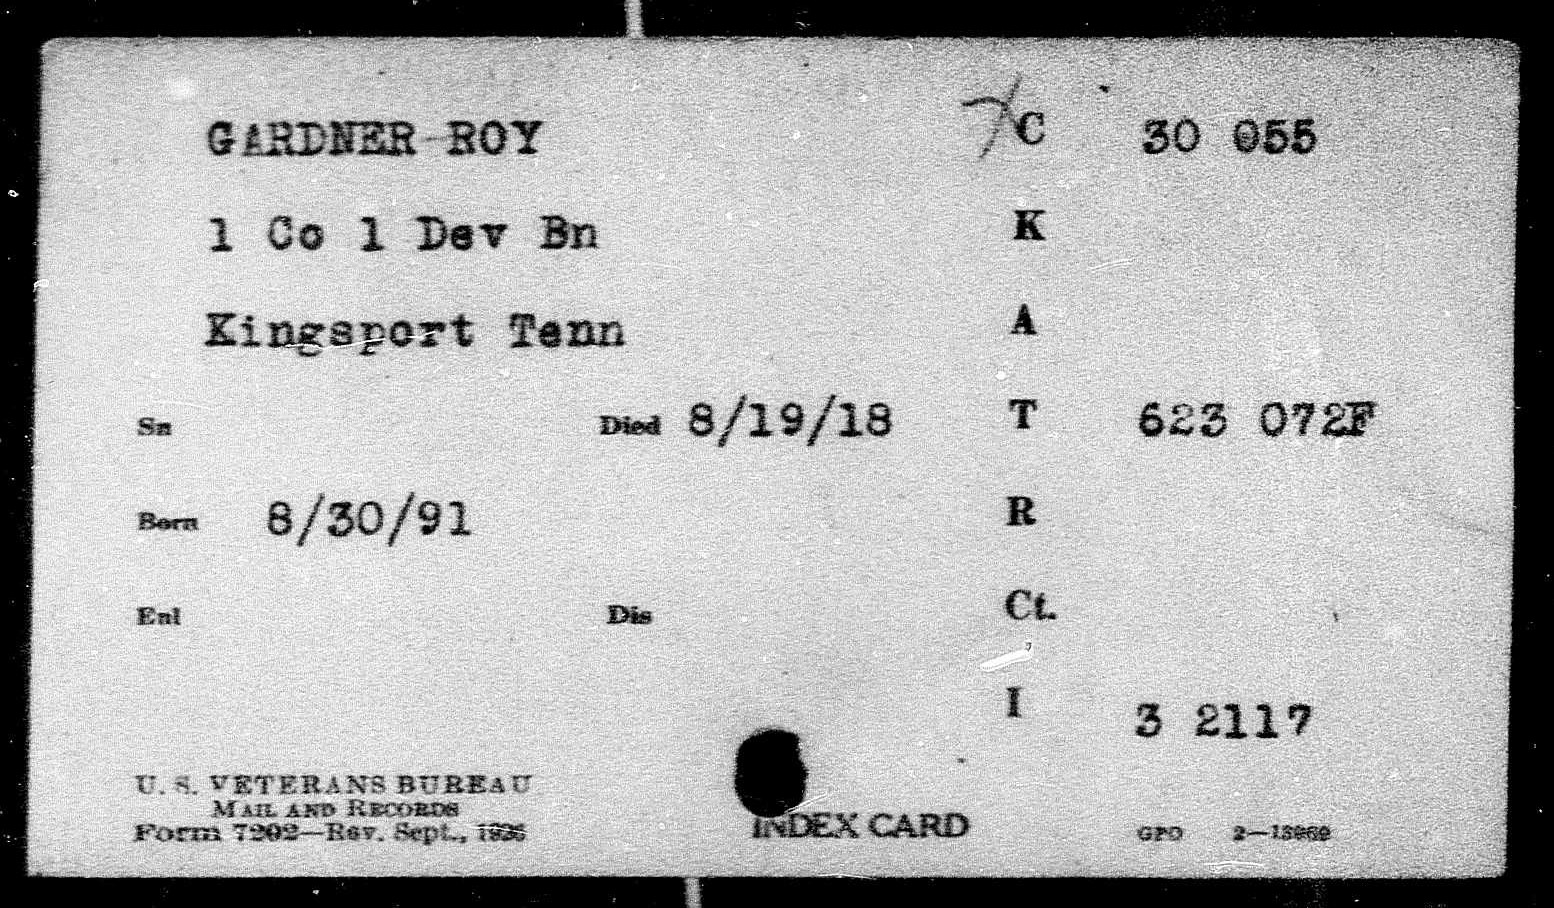 GARDNER ROY
C 30 055
1 Co 1 Dev Bn
K
Kingsport Tenn
A
Sn
Died 8/19/18
T 623 072F
Born 8/30/91
R
Enl
Dis
Ct.
I 3 2117
U. S. VETERANS BUREAU
MAIL AND RECORDS
Form 7202—Rev. Sept.,
INDEX CARD
GPO